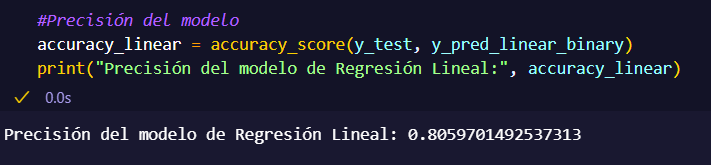 #Precisión del modelo
accuracy_linear = accuracy_score(y_test, y_pred_linear_binary)
print("Precisión del modelo de Regresión Lineal:", accuracy_linear)
0.0s
Precisión del modelo de Regresión Lineal: 0.8059701492537313